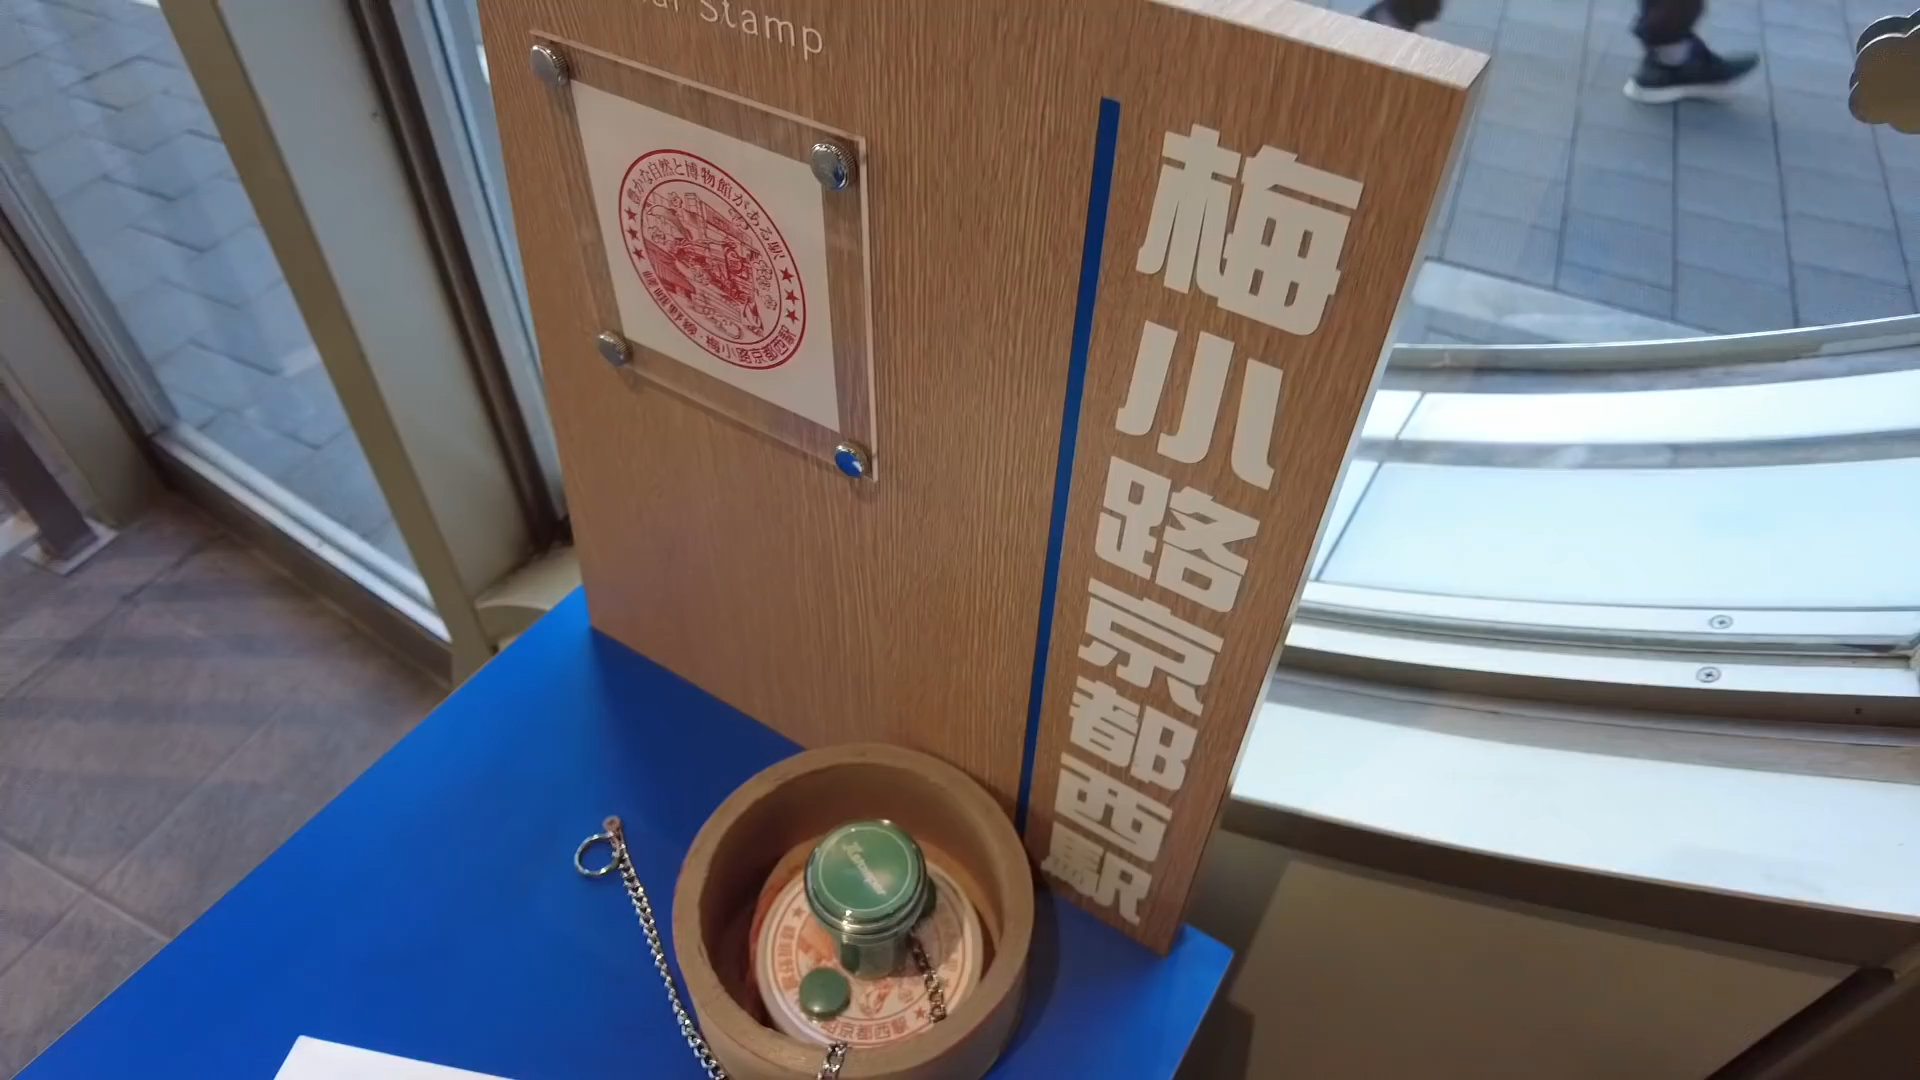 Stamp
豊かな自然と博物館がある駅
嵯峨野線・梅小路京都西駅
梅小路京都西駅
Xstamper
京都西駅